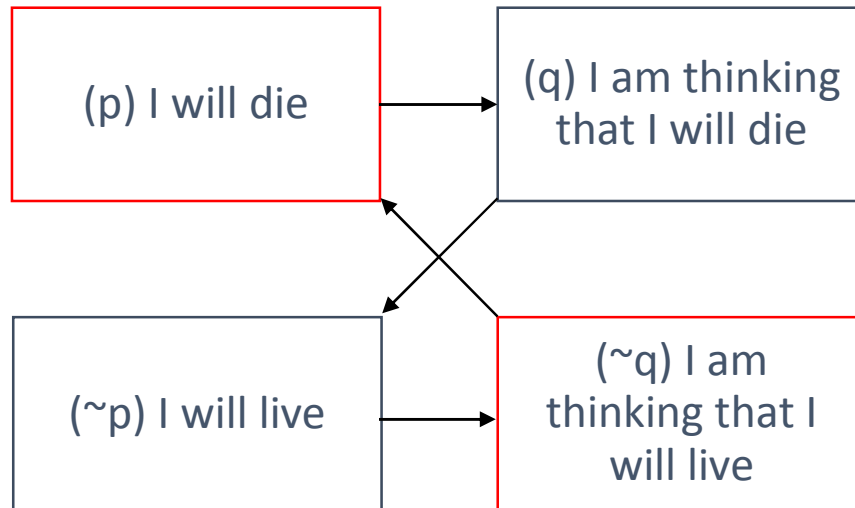 (p) I will die
(q) I am thinking
that I will die
(~p) I will live
(~q) I am
thinking that I
will live